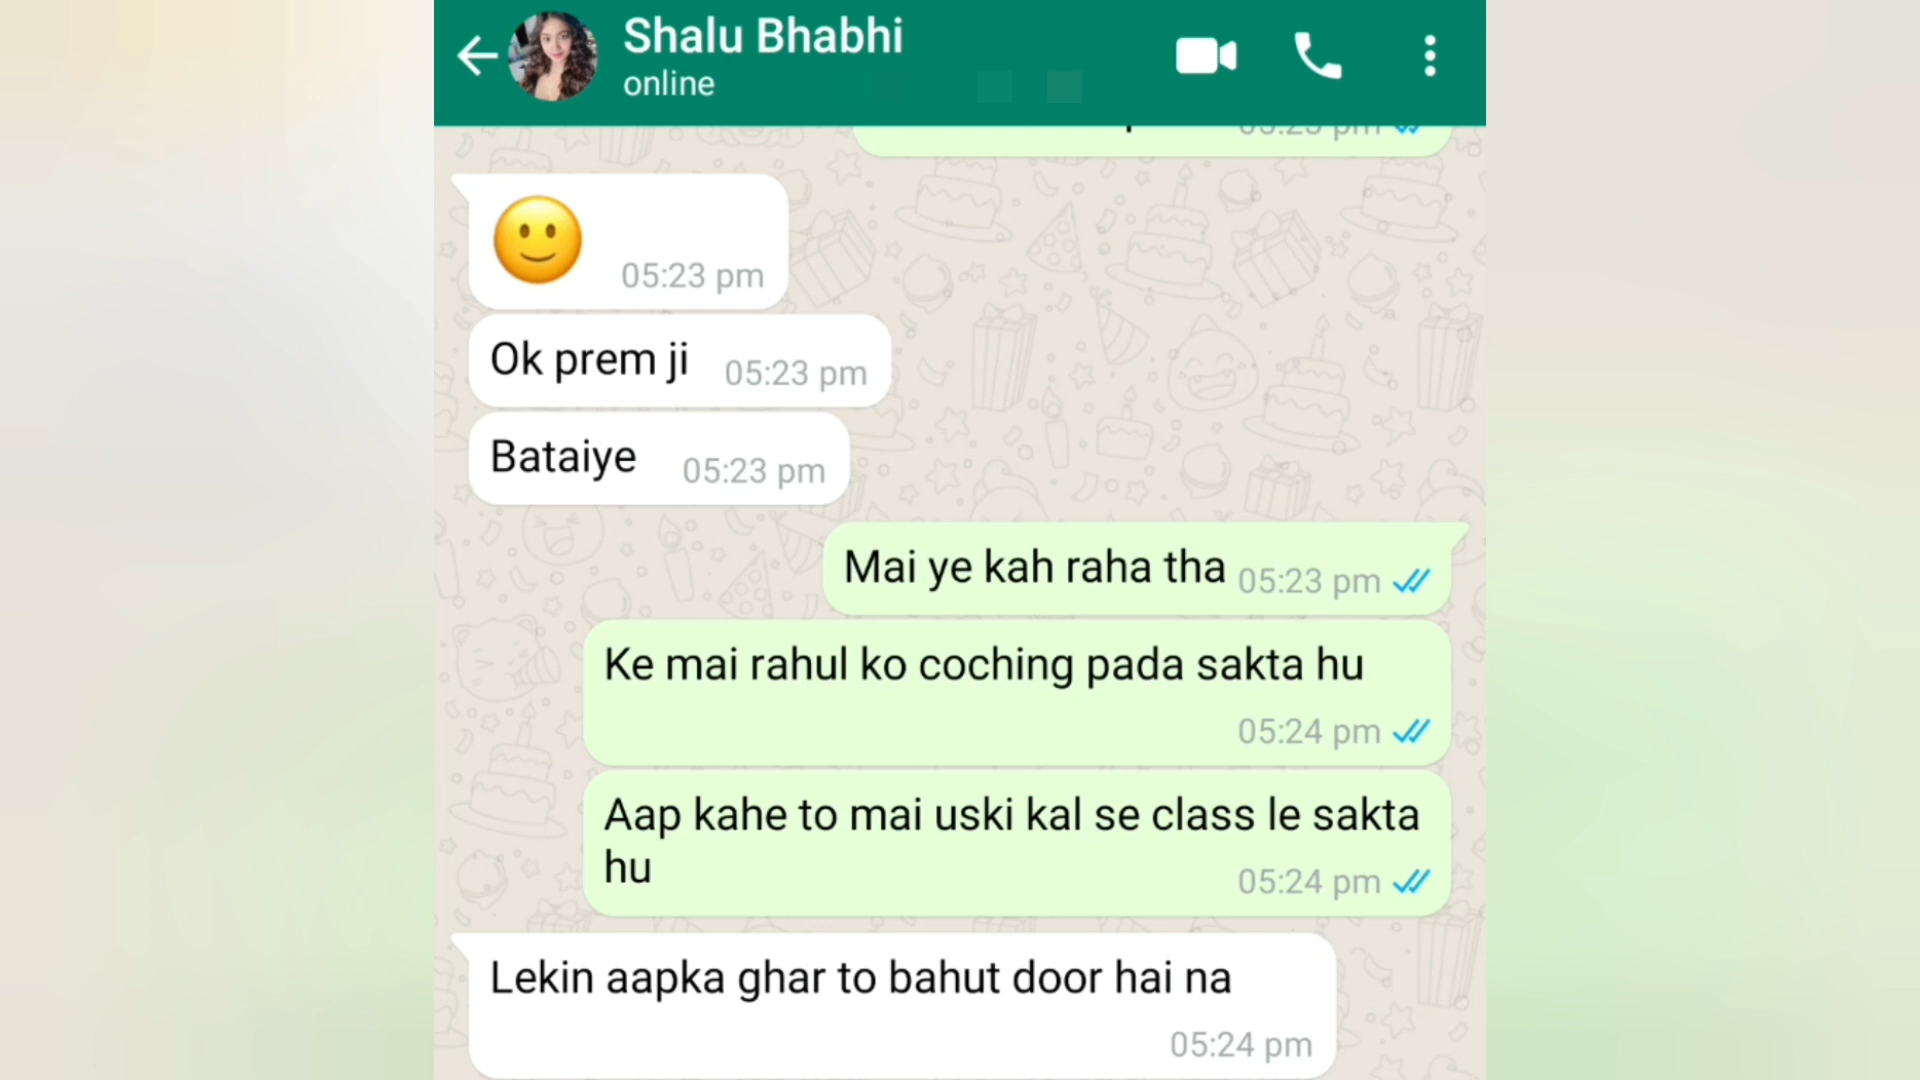 Shalu Bhabhi
online
05:23 pm
05:23 pm
Ok prem ji 05:23 pm
Bataiye 05:23 pm
Mai ye kah raha tha 05:23 pm
Ke mai rahul ko coching pada sakta hu
05:24 pm
Aap kahe to mai uski kal se class le sakta
hu 05:24 pm
Lekin aapka ghar to bahut door hai na
05:24 pm